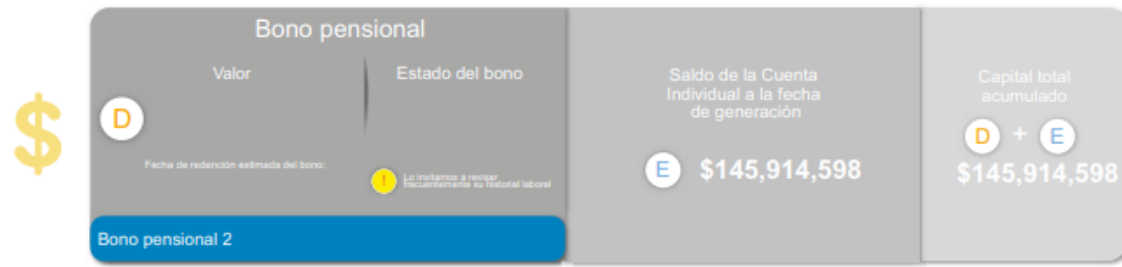 $
Bono pensional
Valor
Estado del bono
D
Fecha de redención estimada del bono:
!
Lo invitamos a revisar
frecuentemente su historial laboral
Bono pensional 2
Saldo de la Cuenta
Individual a la fecha
de generación
E $145,914,598
Capital total
acumulado
D + E
$145,914,598